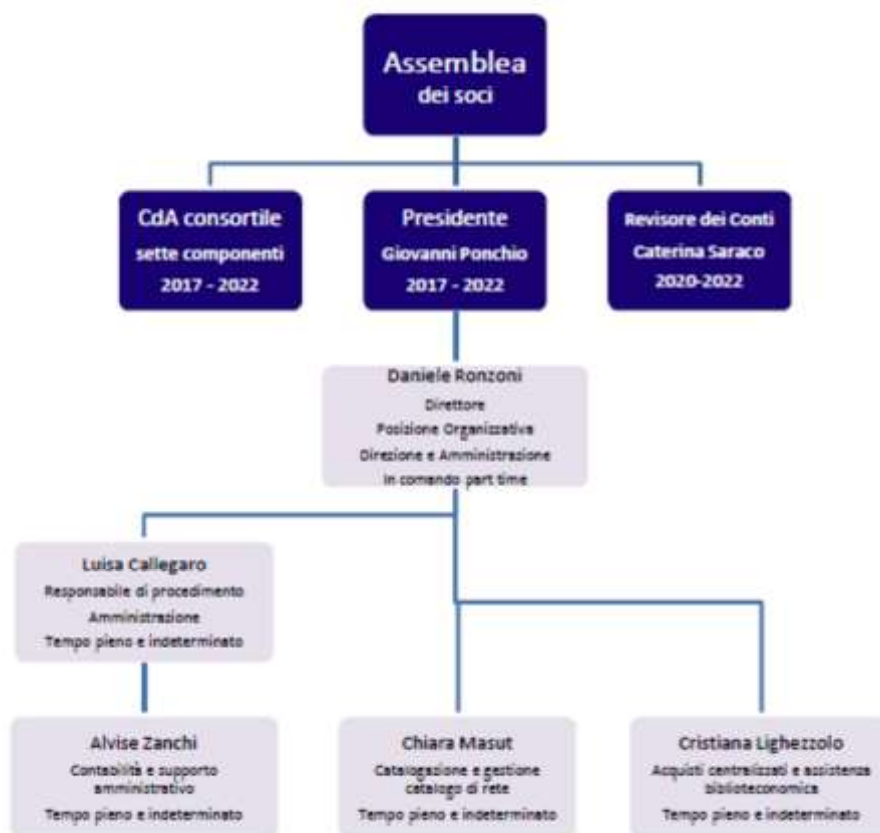 Assemblea
dei soci
CdA consortile
sette componenti
2017 - 2022
Presidente
Giovanni Ponchio
2017 - 2022
Revisore dei Conti
Caterina Saraco
2020-2022
Daniele Ronzoni
Direttore
Posizione Organizzativa
Direzione e Amministrazione
In comando part time
Luisa Callegaro
Responsabile di procedimento
Amministrazione
Tempo pieno e indeterminato
Alvise Zanchi
Contabilità e supporto
amministrativo
Tempo pieno e indeterminato
Chiara Masut
Catalogazione e gestione
catalogo di rete
Tempo pieno e indeterminato
Cristiana Lighezzolo
Acquisti centralizzati e assistenza
biblioteconomica
Tempo pieno e indeterminato